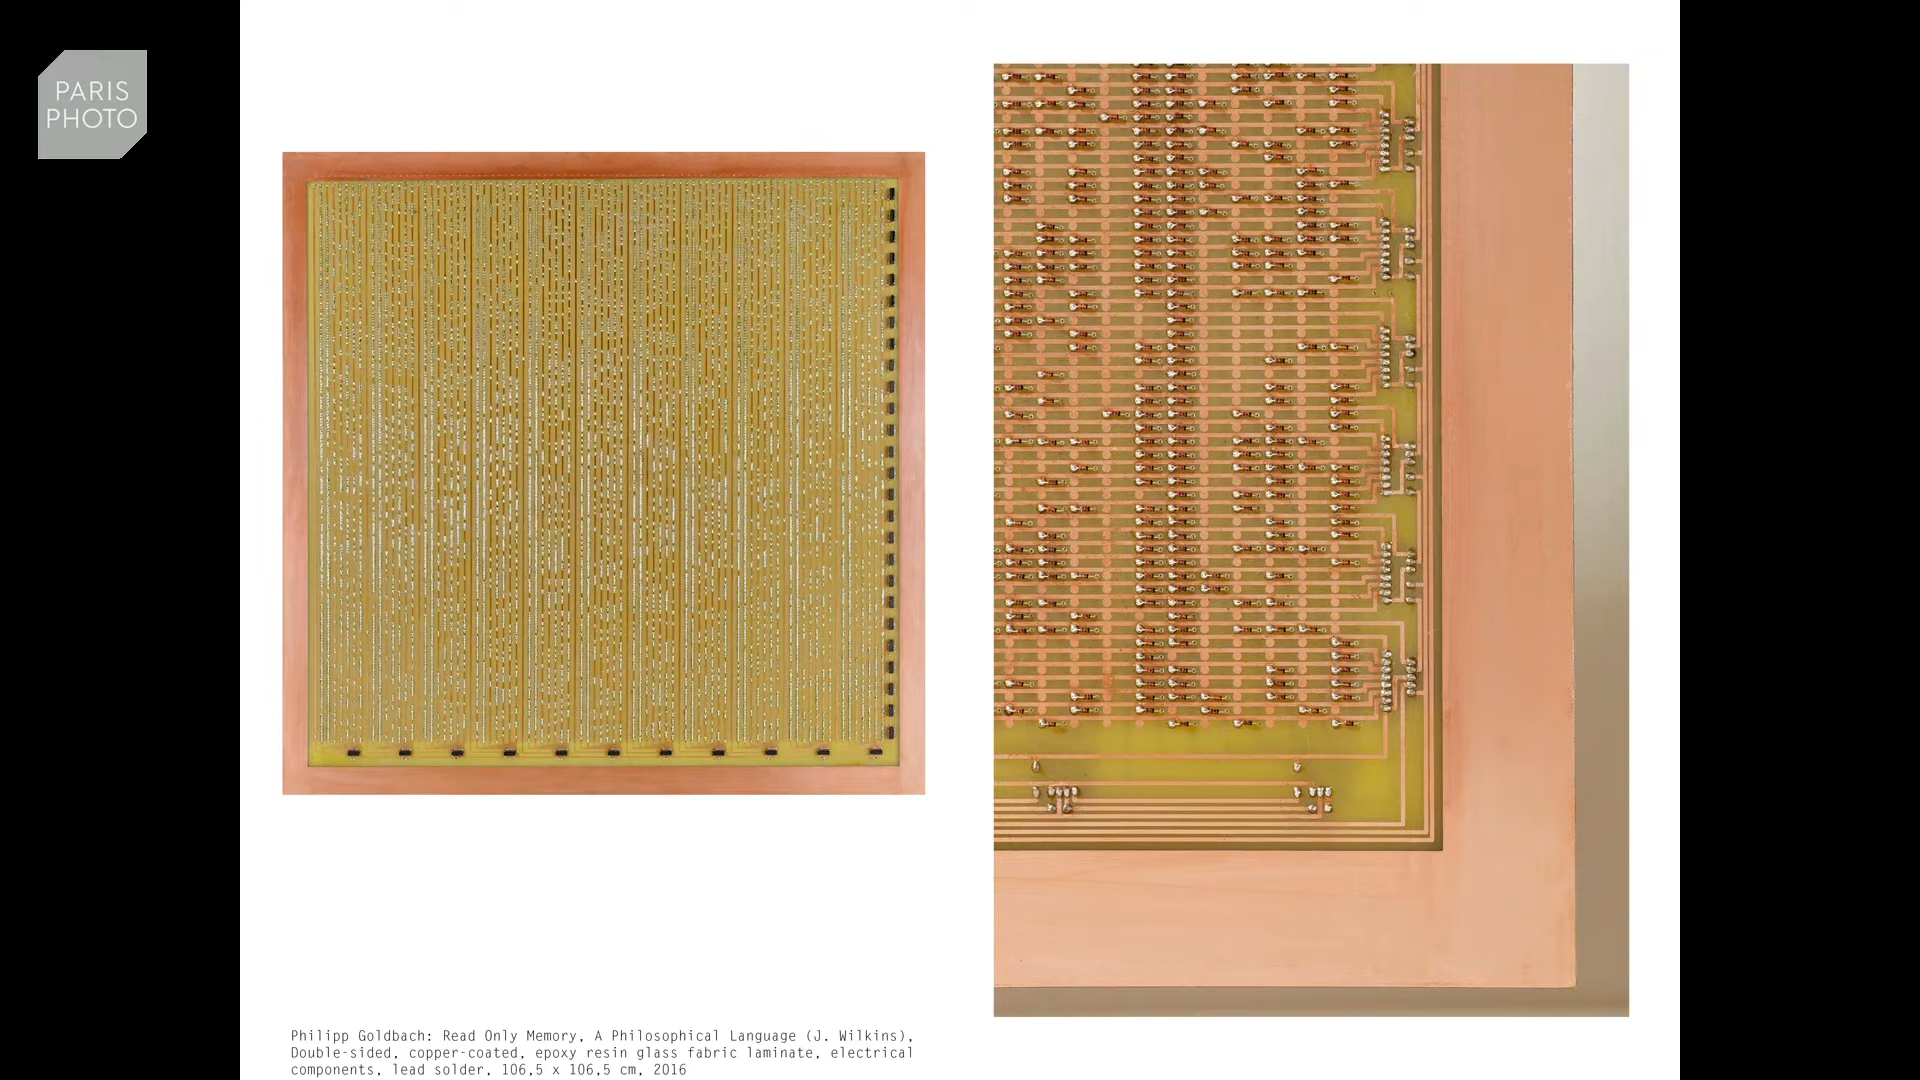 PARIS
PHOTO
Philipp Goldbach: Read Only Memory, A Philosophical Language (J. Wilkins),
Double-sided, copper-coated, epoxy resin glass fabric laminate, electrical
components, lead solder, 106,5 x 106,5 cm, 2016